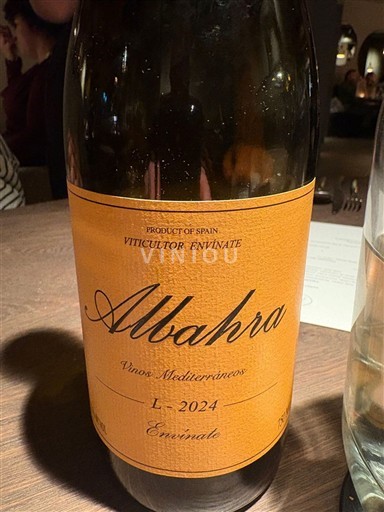 PRODUCT OF SPAIN
VITICULTOR ENVÍNATE
VINIOU
Albahra
Vinos Mediterráneos
L - 2024
Envínate